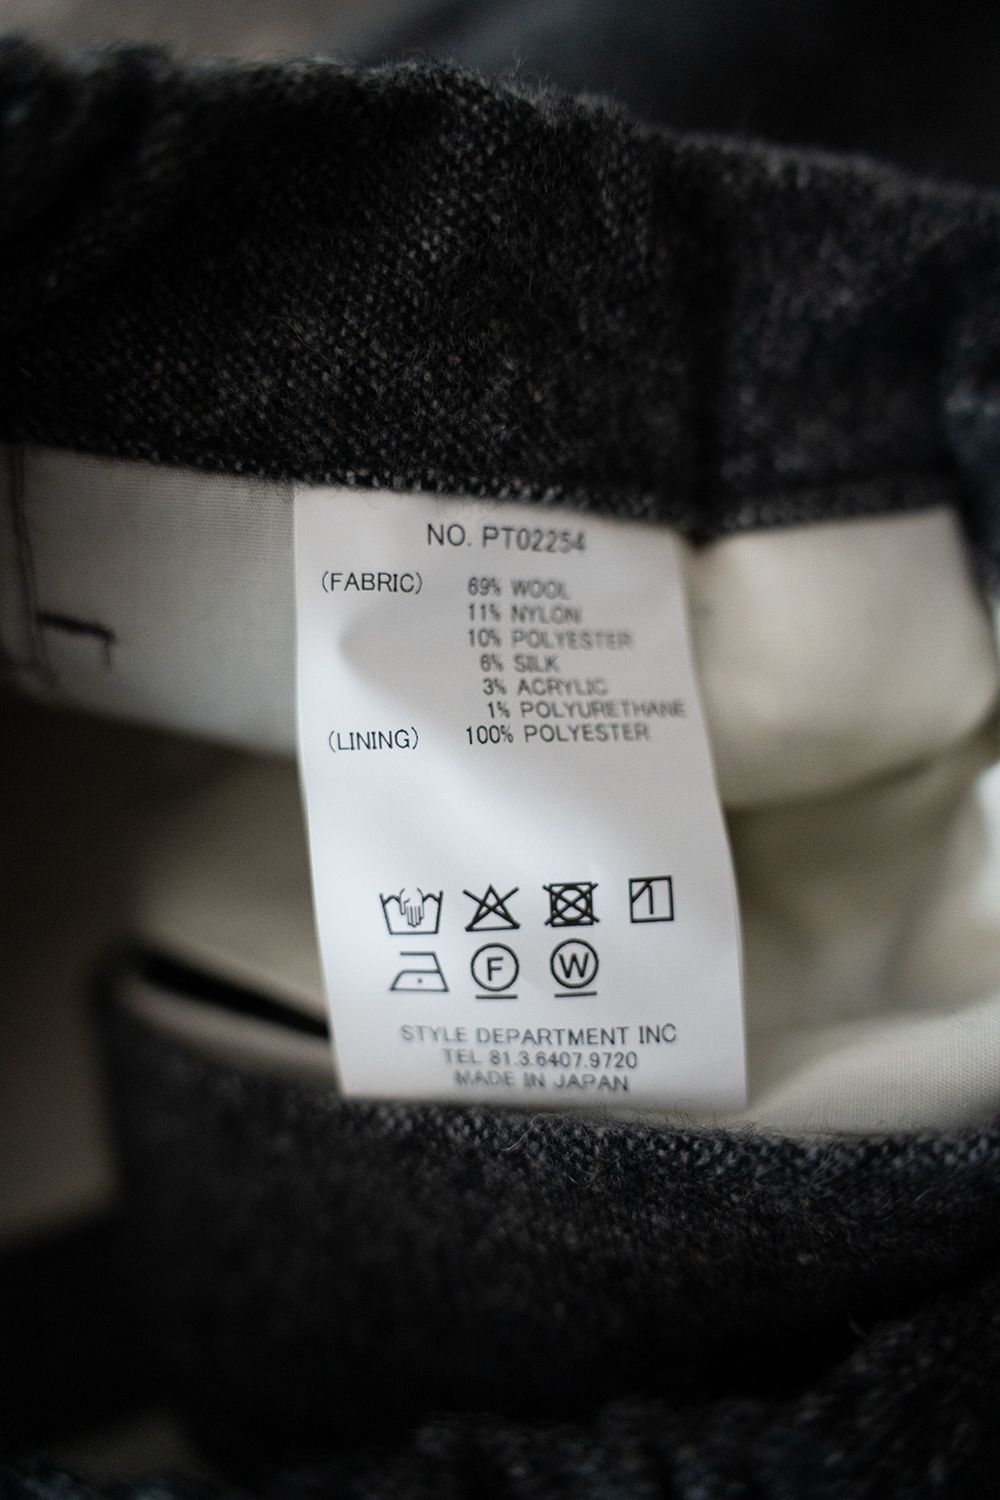 NO. PT02254
(FABRIC) 69% WOOL
11% NYLON
10% POLYESTER
6% SILK
3% ACRYLIC
1% POLYURETHANE
(LINING) 100% POLYESTER
F W
STYLE DEPARTMENT INC
TEL 81.3.6407.9720
MADE IN JAPAN